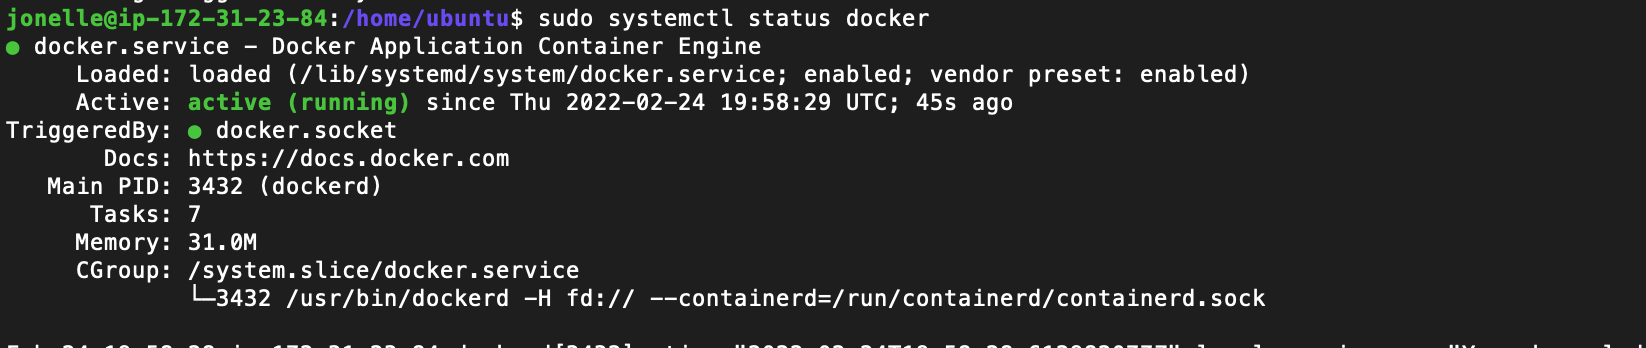 jonelle@ip-172-31-23-84:/home/ubuntu$ sudo systemctl status docker
● docker.service - Docker Application Container Engine
Loaded: loaded (/lib/systemd/system/docker.service; enabled; vendor preset: enabled)
Active: active (running) since Thu 2022-02-24 19:58:29 UTC; 45s ago
TriggeredBy: ● docker.socket
Docs: https://docs.docker.com
Main PID: 3432 (dockerd)
Tasks: 7
Memory: 31.0M
CGroup: /system.slice/docker.service
└─3432 /usr/bin/dockerd -H fd:// --containerd=/run/containerd/containerd.sock